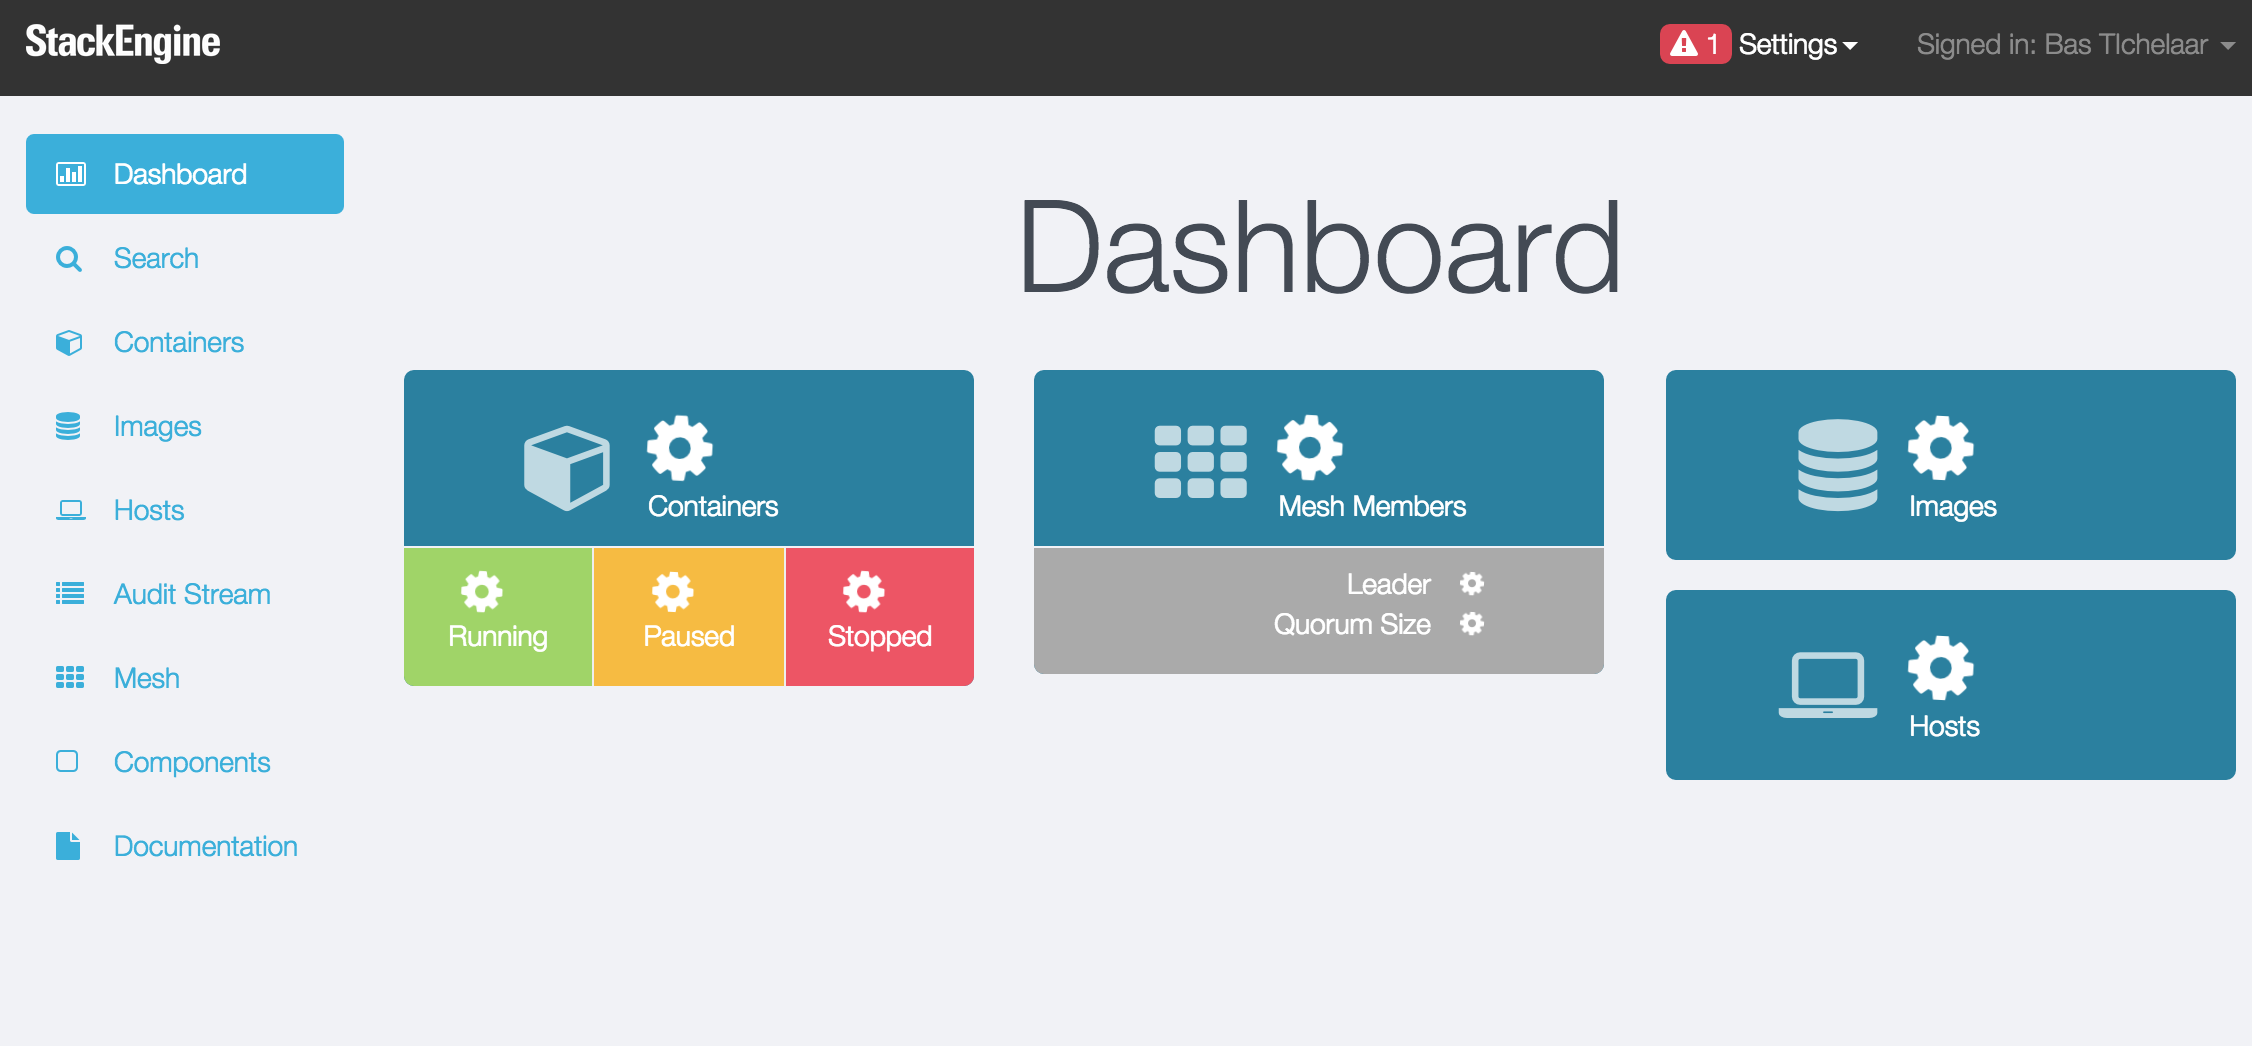 StackEngine
1 Settings
Signed in: Bas TIchelaar
Dashboard
Search
Containers
Images
Hosts
Audit Stream
Mesh
Components
Documentation
Dashboard
Containers
Running
Paused
Stopped
Mesh Members
Leader
Quorum Size
Images
Hosts